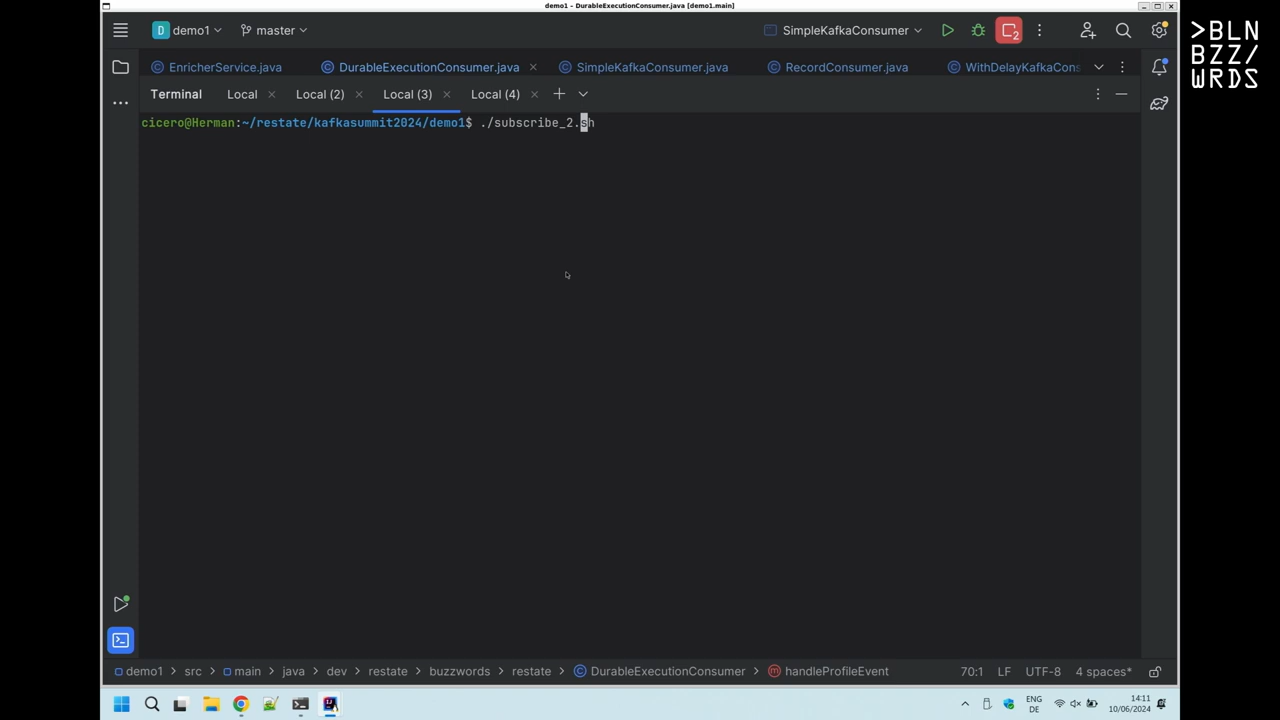 demo1 – DurableExecutionConsumer.java [demo1.main]
>BLN
BZZ/
WRDS
D demo1 master SimpleKafkaConsumer 2
EnricherService.java DurableExecutionConsumer.java SimpleKafkaConsumer.java RecordConsumer.java WithDelayKafkaCons
Terminal Local Local (2) Local (3) Local (4)
cicero@Herman:~/restate/kafkasummit2024/demo1$ ./subscribe_2.sh
demo1 > src > main > java > dev > restate > buzzwords > restate > DurableExecutionConsumer > handleProfileEvent 70:1 LF UTF-8 4 spaces*
ENG 14:11
DE 10/06/2024